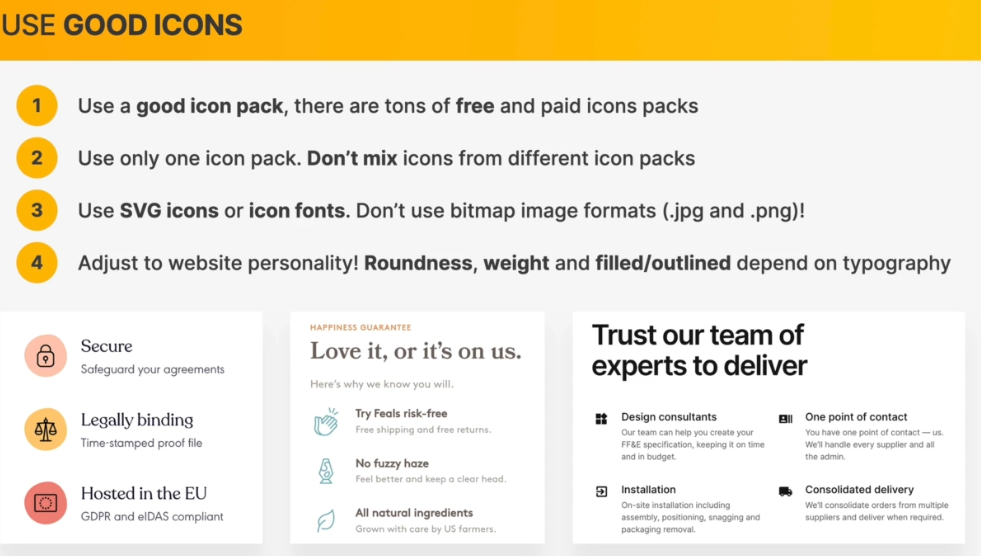 USE GOOD ICONS
1 Use a good icon pack, there are tons of free and paid icons packs
2 Use only one icon pack. Don't mix icons from different icon packs
3 Use SVG icons or icon fonts. Don't use bitmap image formats (.jpg and .png)!
4 Adjust to website personality! Roundness, weight and filled/outlined depend on typography
Secure
Safeguard your agreements
Legally binding
Time-stamped proof file
Hosted in the EU
GDPR and eIDAS compliant
HAPPINESS GUARANTEE
Love it, or it's on us.
Here's why we know you will.
Try Feals risk-free
Free shipping and free returns.
No fuzzy haze
Feel better and keep a clear head.
All natural ingredients
Grown with care by US farmers.
Trust our team of
experts to deliver
Design consultants
Our team can help you create your
FF&E specification, keeping it on time
and in budget.
One point of contact
You have one point of contact — us.
We'll handle every supplier and all
the admin.
Installation
On-site installation including
assembly, positioning, snagging and
packaging removal.
Consolidated delivery
We'll consolidate orders from multiple
suppliers and deliver when required.